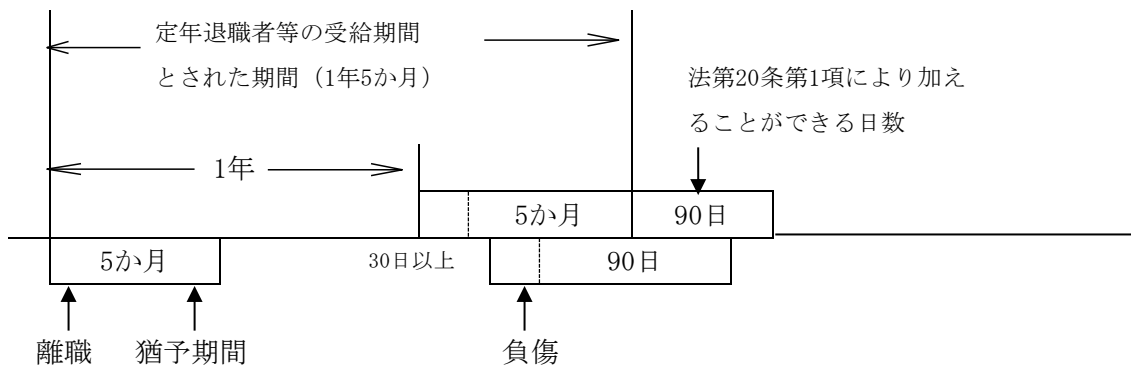 定年退職者等の受給期間
とされた期間（1年5か月）
法第20条第1項により加え
ることができる日数
1年
5か月
90日
5か月
30日以上
90日
離職
猶予期間
負傷